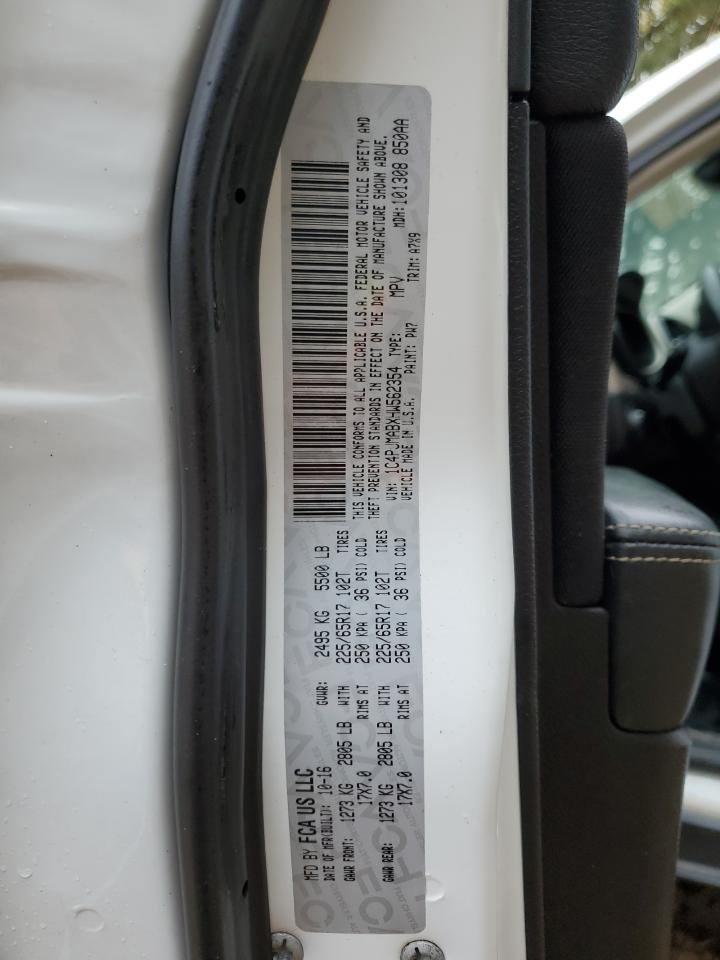 MFD BY FCA US LLC
DATE OF MFR(BUILT): 10-16 GVWR: 2495 KG 5500 LB
GAWR FRONT: 1273 KG 2805 LB WITH 225/65R17 102T TIRES
17X7.0 RIMS AT 250 KPA ( 36 PSI) COLD
GAWR REAR: 1273 KG 2805 LB WITH 225/65R17 102T TIRES
17X7.0 RIMS AT 250 KPA ( 36 PSI) COLD
THIS VEHICLE CONFORMS TO ALL APPLICABLE U.S.A. FEDERAL MOTOR VEHICLE SAFETY AND
THEFT PREVENTION STANDARDS IN EFFECT ON THE DATE OF MANUFACTURE SHOWN ABOVE.
VIN: 1C4PJMABXHW562354 TYPE: MPV MDH:101308 850AA
VEHICLE MADE IN U.S.A. PAINT: PW7 TRIM: A7X9